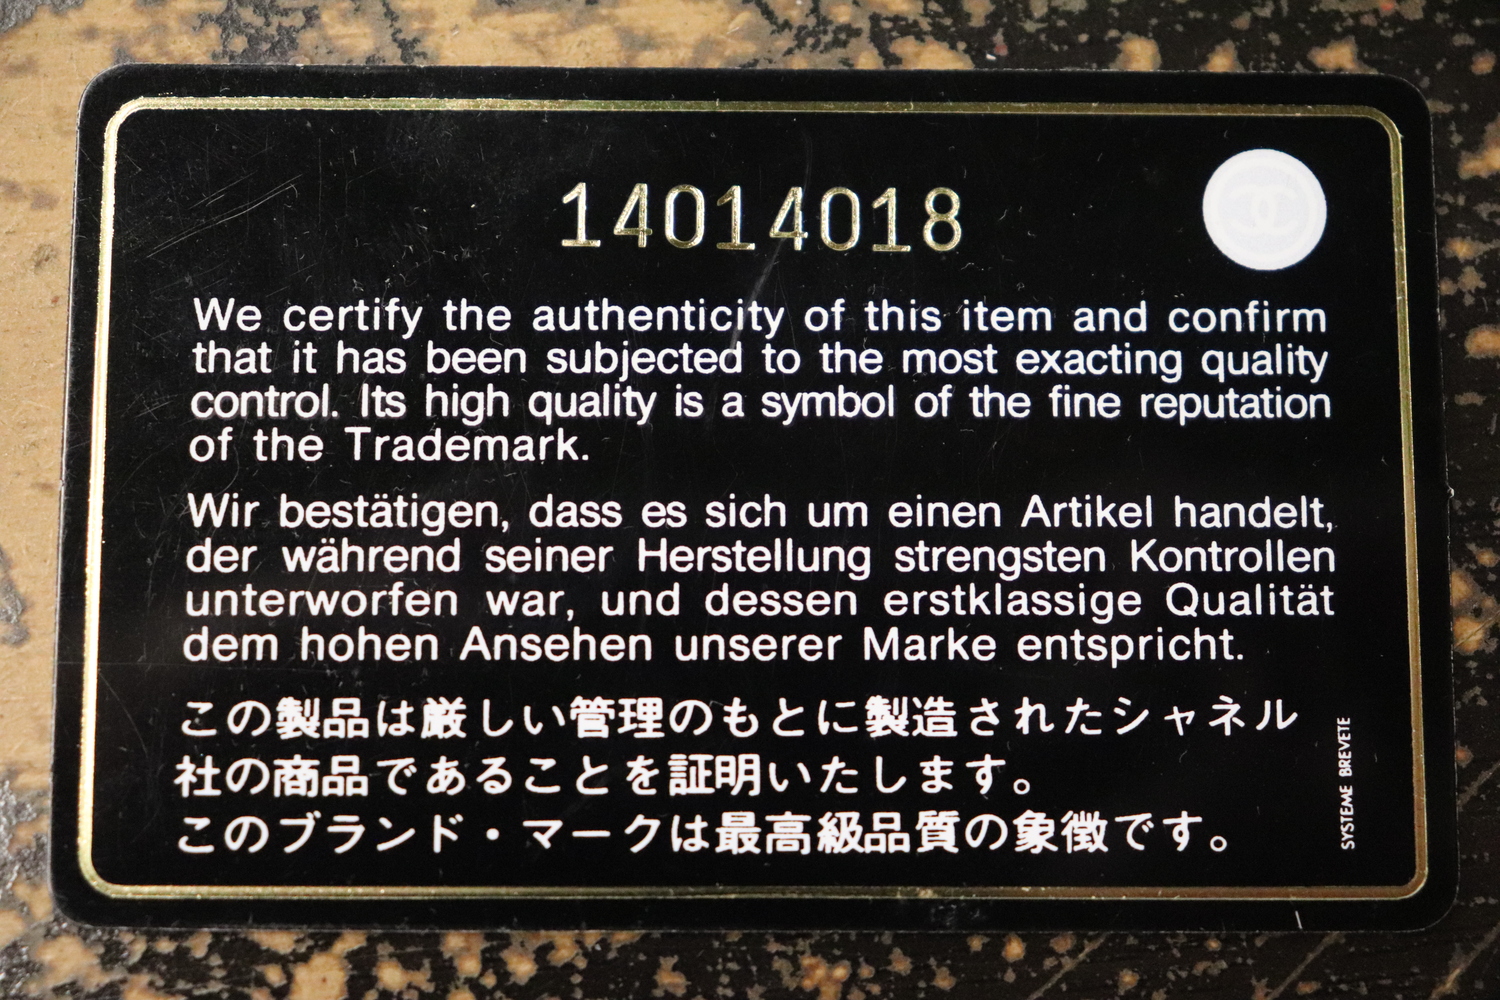 14014018
We certify the authenticity of this item and confirm
that it has been subjected to the most exacting quality
control. Its high quality is a symbol of the fine reputation
of the Trademark.
Wir bestätigen, dass es sich um einen Artikel handelt,
der während seiner Herstellung strengsten Kontrollen
unterworfen war, und dessen erstklassige Qualität
dem hohen Ansehen unserer Marke entspricht.
この製品は厳しい管理のもとに製造されたシャネル
社の商品であることを証明いたします。
このブランド・マークは最高級品質の象徴です。
SYSTEME BREVETE